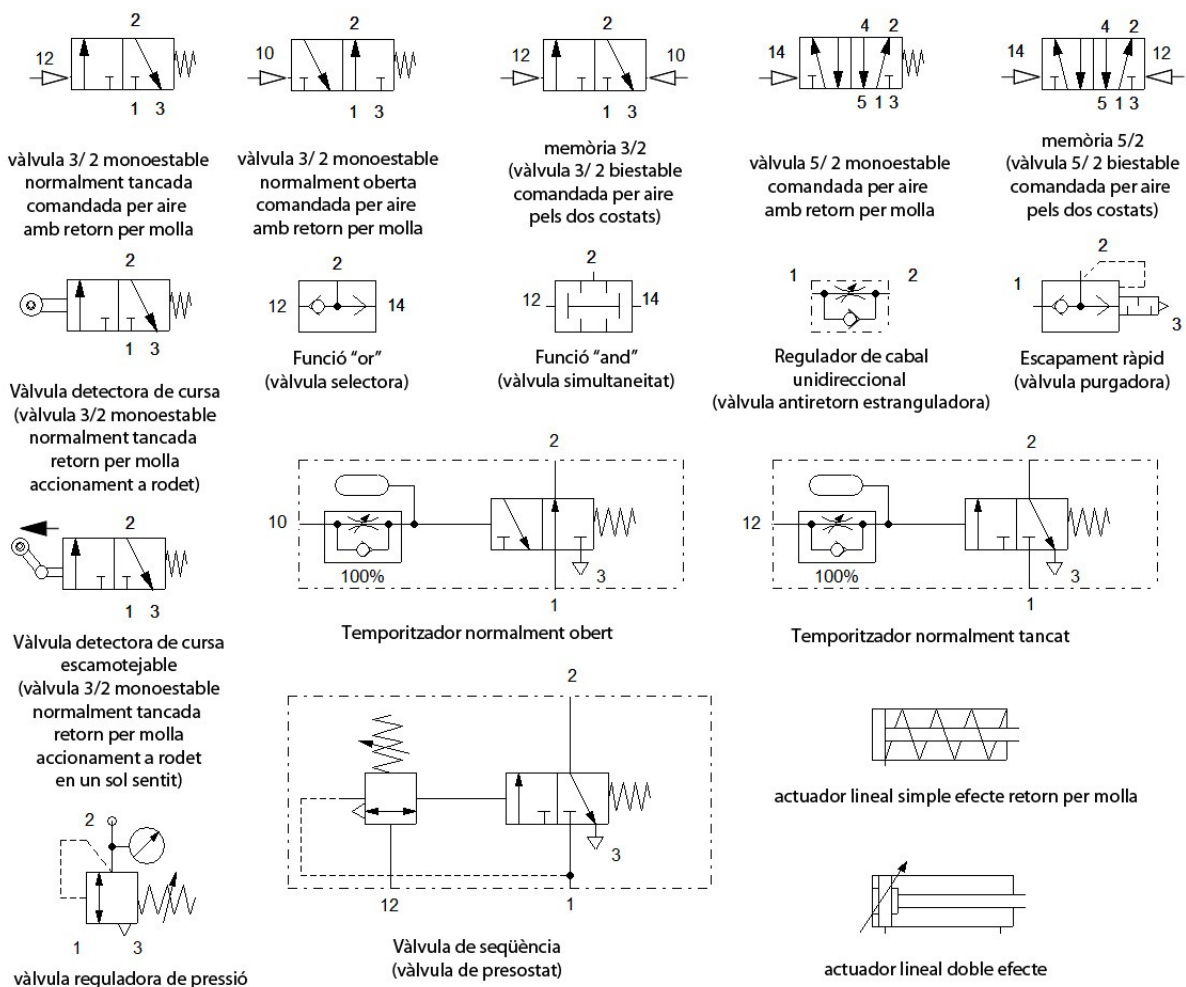 2
12
1 3
vàlvula 3/ 2 monoestable
normalment tancada
comandada per aire
amb retorn per molla
2
10
1 3
vàlvula 3/ 2 monoestable
normalment oberta
comandada per aire
amb retorn per molla
2
12 10
1 3
memòria 3/2
(vàlvula 3/ 2 biestable
comandada per aire
pels dos costats)
4 2
14
5 1 3
vàlvula 5/ 2 monoestable
comandada per aire
amb retorn per molla
4 2
14 12
5 1 3
memòria 5/2
(vàlvula 5/ 2 biestable
comandada per aire
pels dos costats)
2
1 3
Vàlvula detectora de cursa
(vàlvula 3/2 monoestable
normalment tancada
retorn per molla
accionament a rodet)
2
12 14
Funció “or”
(vàlvula selectora)
2
12 14
Funció “and”
(vàlvula simultaneitat)
1 2
Regulador de cabal
unidireccional
(vàlvula antiretorn estranguladora)
2
1
3
Escapament ràpid
(vàlvula purgadora)
2
10
100%
3
1
Temporitzador normalment obert
2
12
100%
3
1
Temporitzador normalment tancat
2
1 3
Vàlvula detectora de cursa
escamotejable
(vàlvula 3/2 monoestable
normalment tancada
retorn per molla
accionament a rodet
en un sol sentit)
2
3
12 1
Vàlvula de seqüència
(vàlvula de presostat)
actuador lineal simple efecte retorn per molla
2
1 3
vàlvula reguladora de pressió
actuador lineal doble efecte